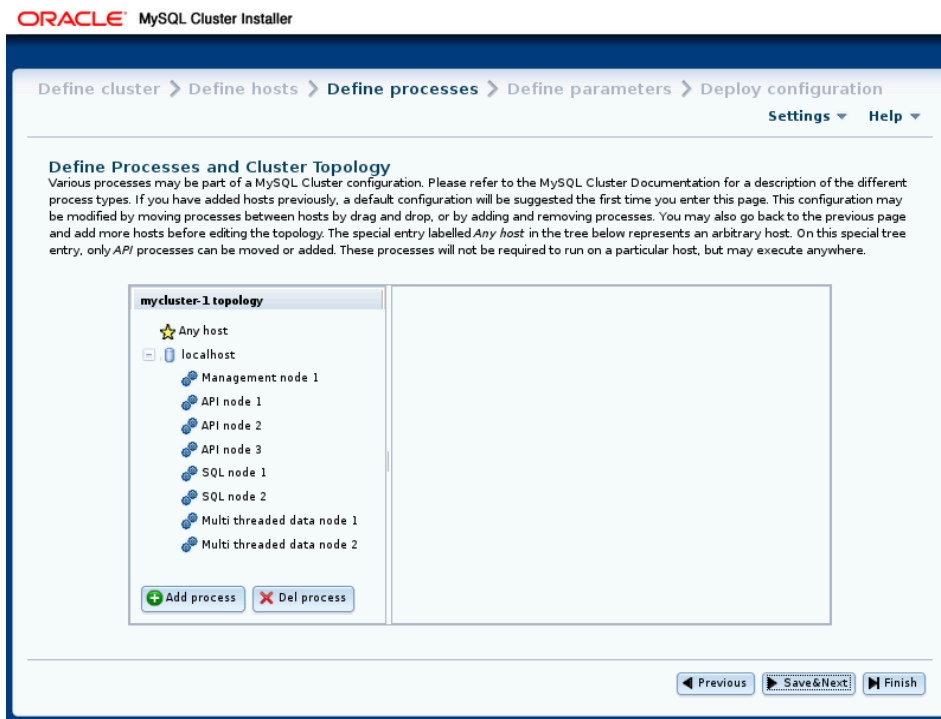 ORACLE MySQL Cluster Installer
Define cluster Define hosts Define processes Define parameters Deploy configuration
Settings Help
Define Processes and Cluster Topology
Various processes may be part of a MySQL Cluster configuration. Please refer to the MySQL Cluster Documentation for a description of the different
process types. If you have added hosts previously, a default configuration will be suggested the first time you enter this page. This configuration may
be modified by moving processes between hosts by drag and drop, or by adding and removing processes. You may also go back to the previous page
and add more hosts before editing the topology. The special entry labelled Any host in the tree below represents an arbitrary host. On this special tree
entry, only API processes can be moved or added. These processes will not be required to run on a particular host, but may execute anywhere.
mycluster-1 topology
Any host
localhost
Management node 1
API node 1
API node 2
API node 3
SQL node 1
SQL node 2
Multi threaded data node 1
Multi threaded data node 2
Add process Del process
Previous Save&Next Finish